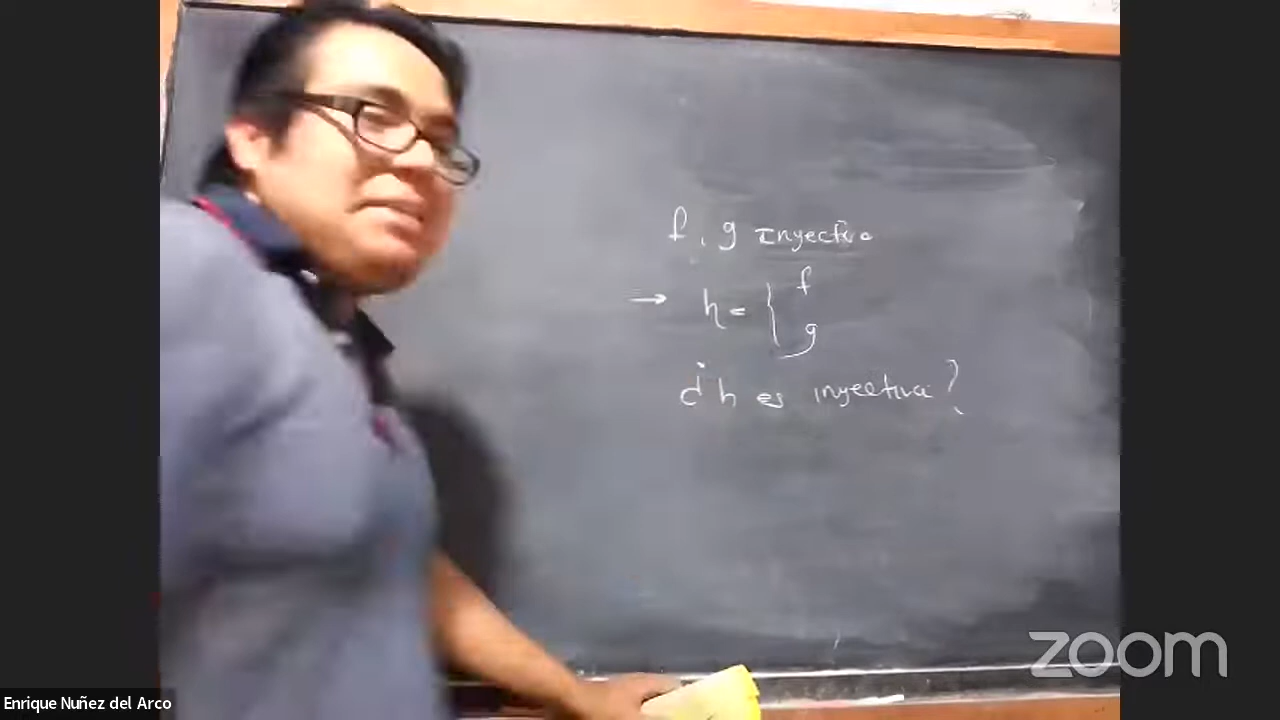 f, g Inyectiva
→ h = { f
g
¿h es inyectiva?
zoom
Enrique Nuñez del Arco